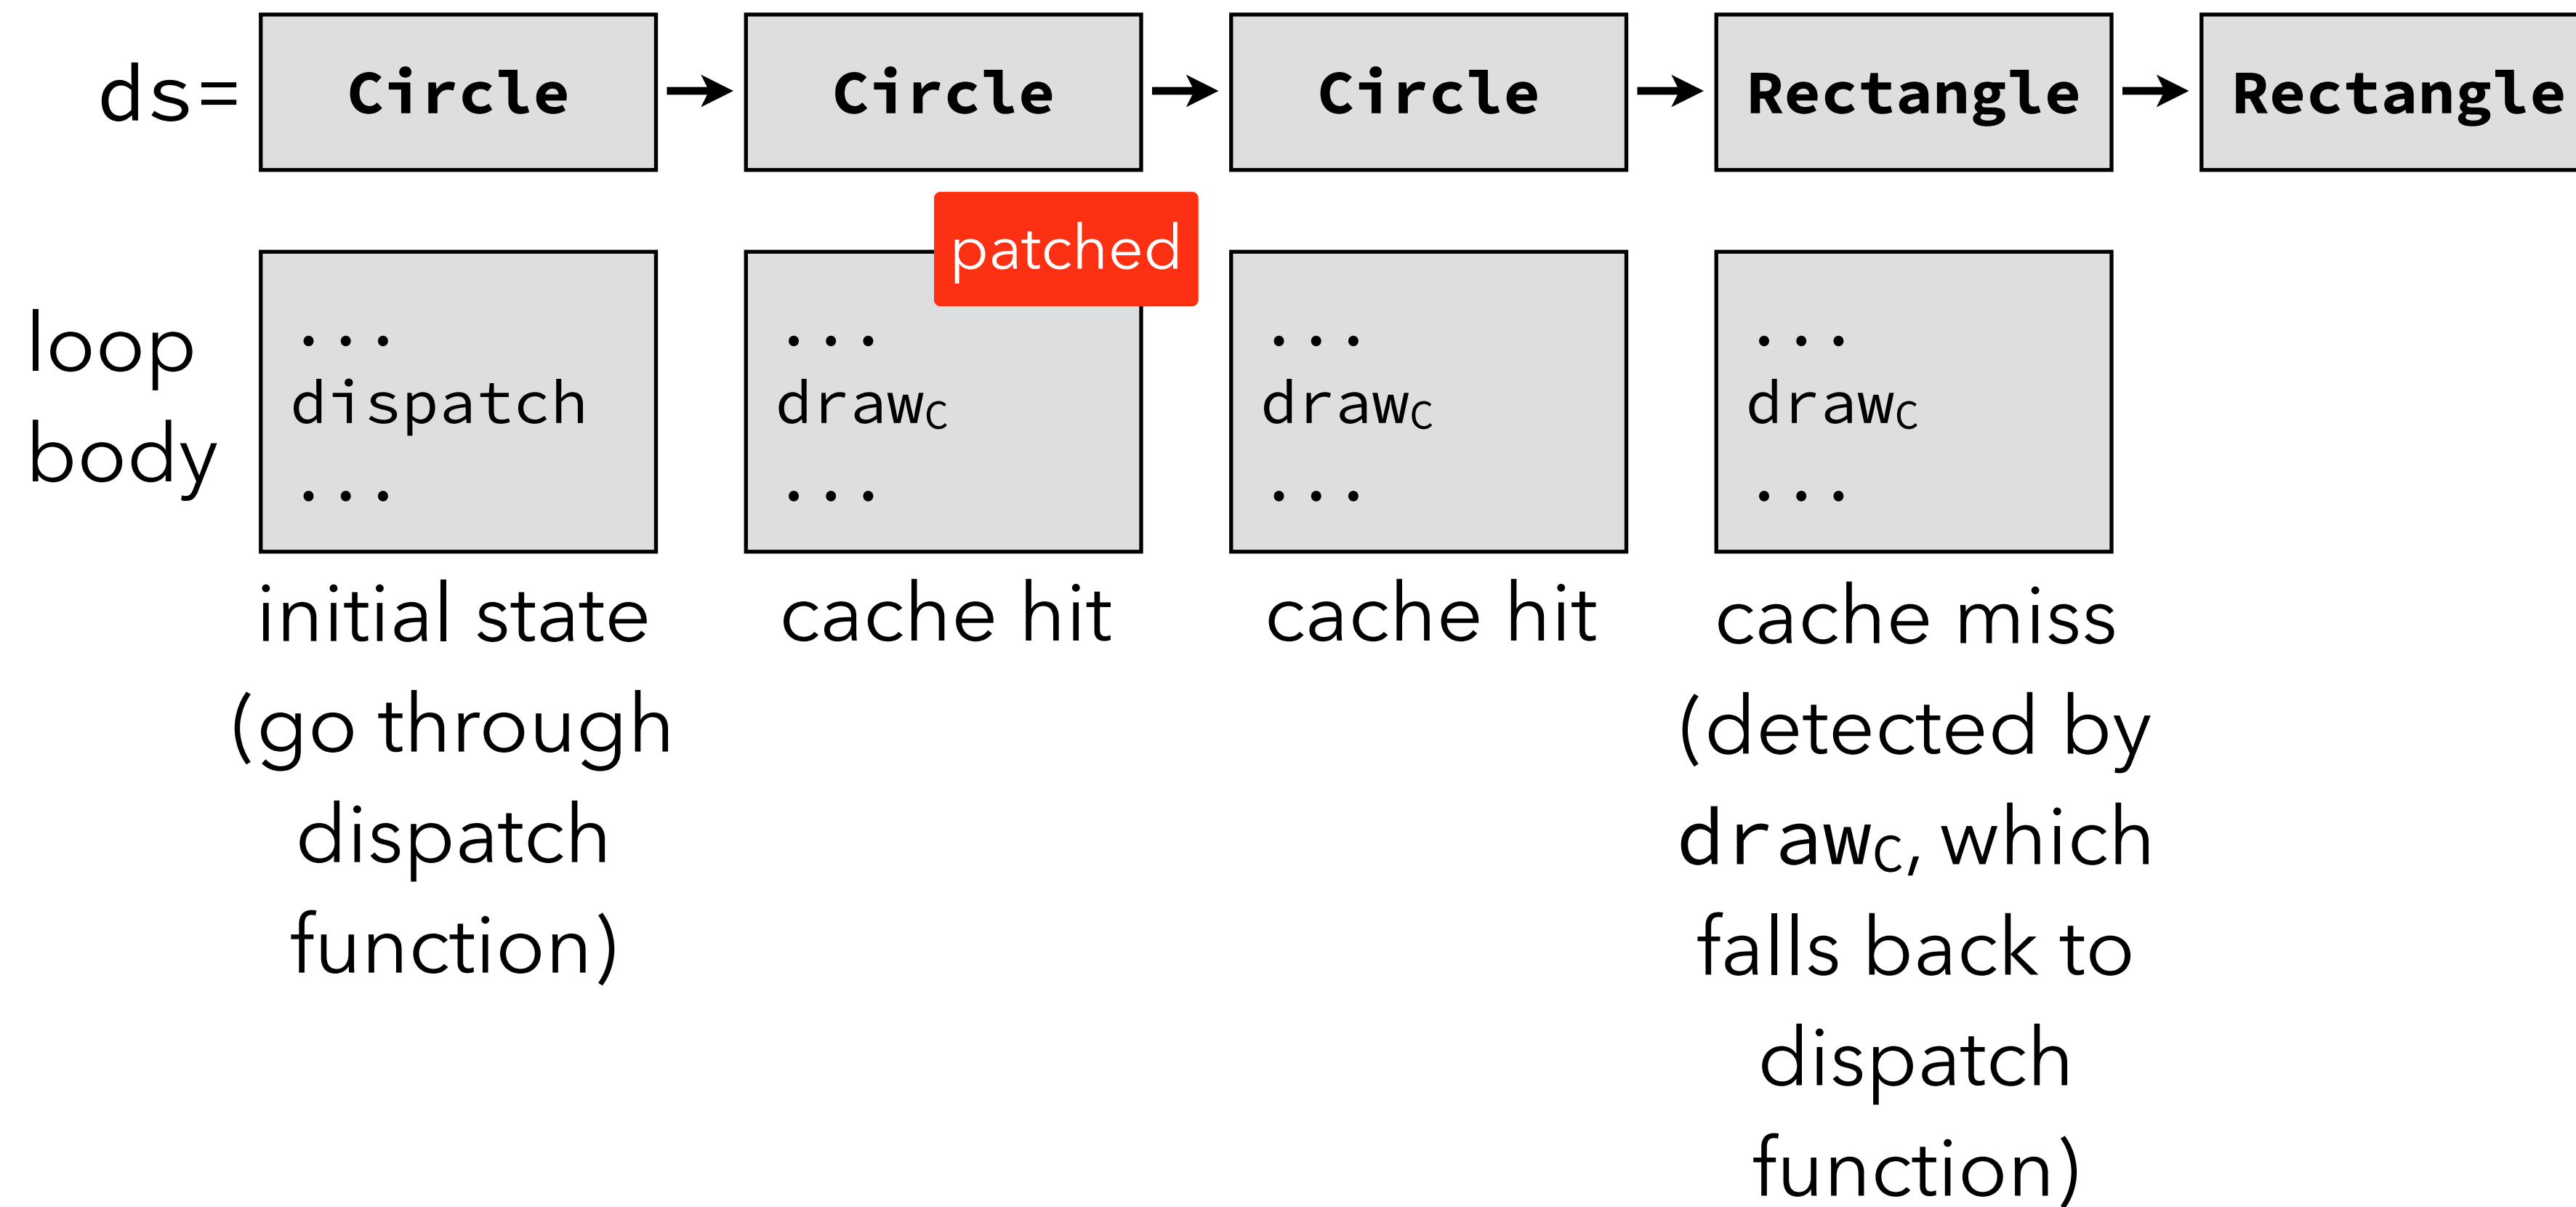 ds= Circle Circle Circle Rectangle Rectangle
patched
loop
body
... ... ... ...
dispatch drawC drawC drawC
... ... ... ...
initial state cache hit cache hit cache miss
(go through (detected by
dispatch drawC, which
function) falls back to
dispatch
function)